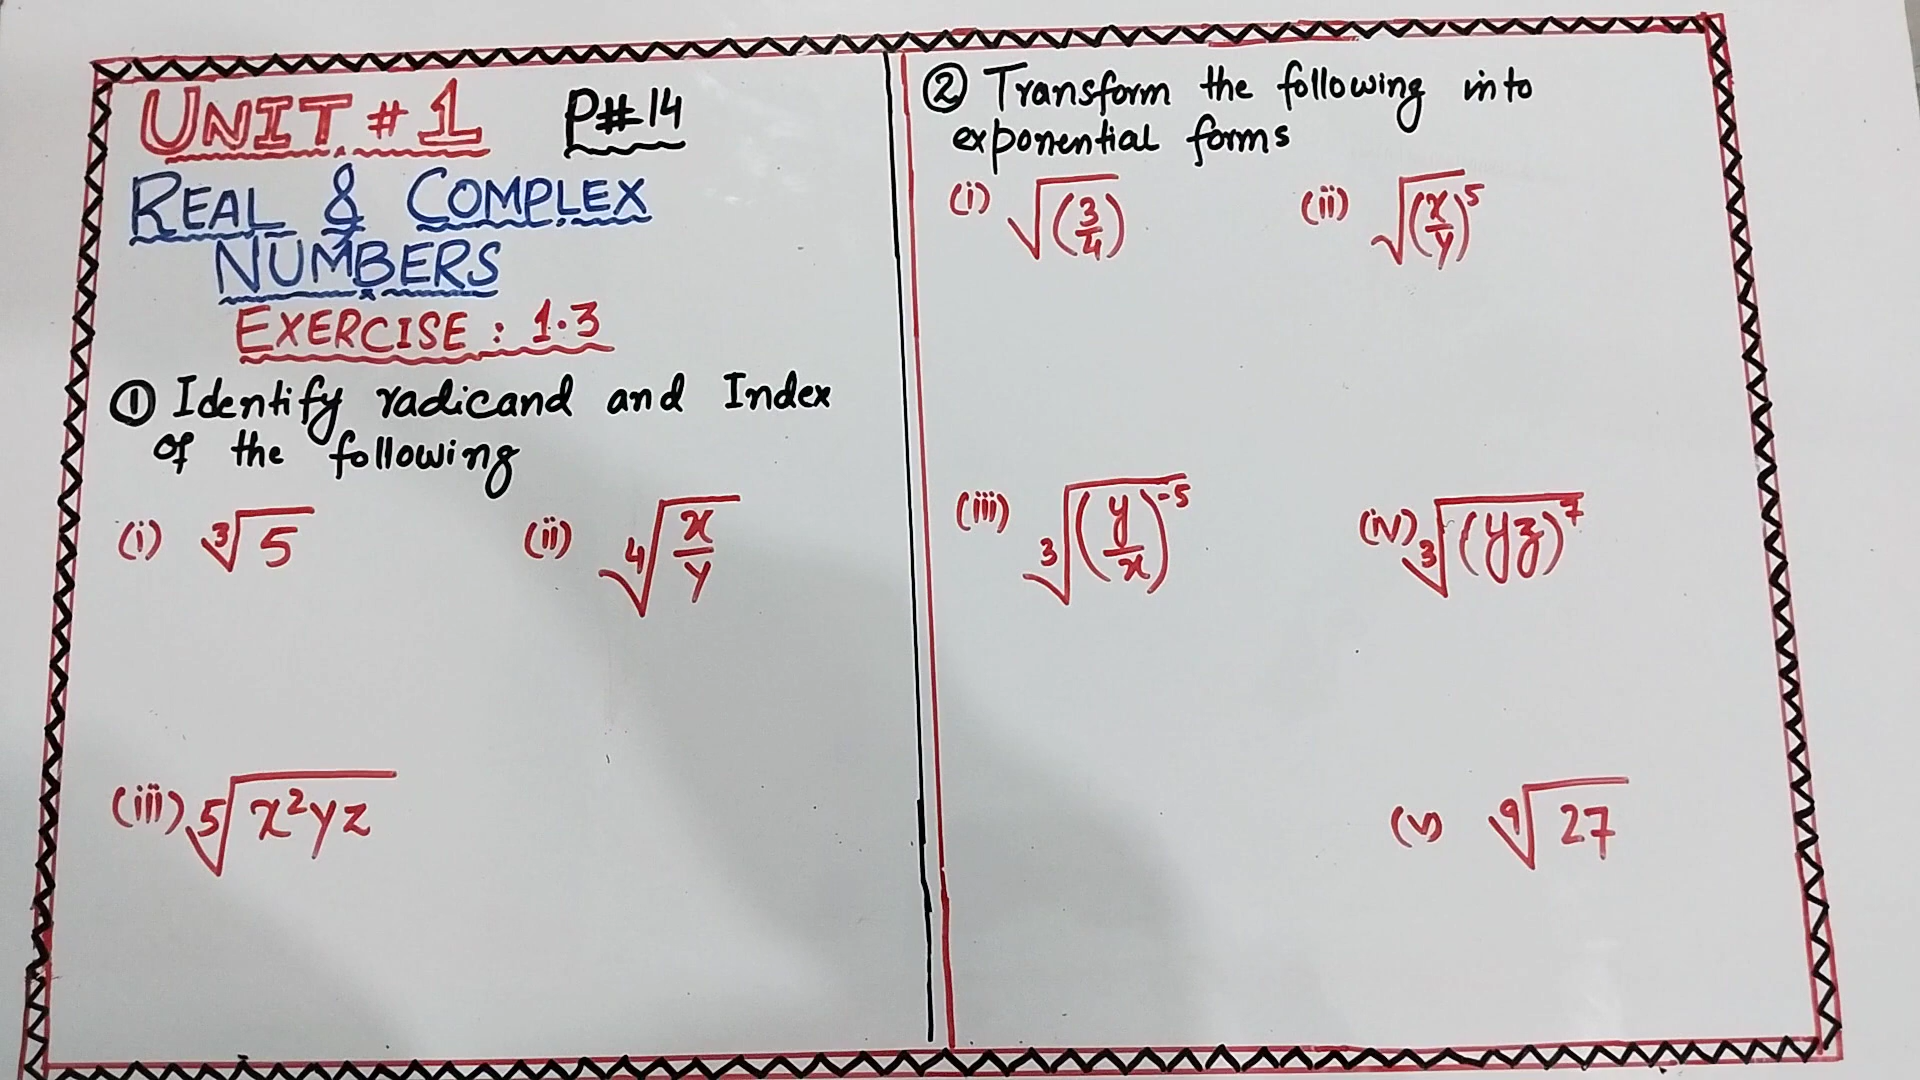 UNIT # 1 P#14
REAL & COMPLEX
NUMBERS
EXERCISE : 1.3
① Identify radicand and Index
of the following
(i) ∛5 (ii) ∜(x/y)
(iii) ⁵√(x²yz)
② Transform the following into
exponential forms
(i) √(3/4) (ii) √(x/y)⁵
(iii) ∛(y/x)⁻⁵ (iv) ∛(yz)⁷
(v) ⁹√27